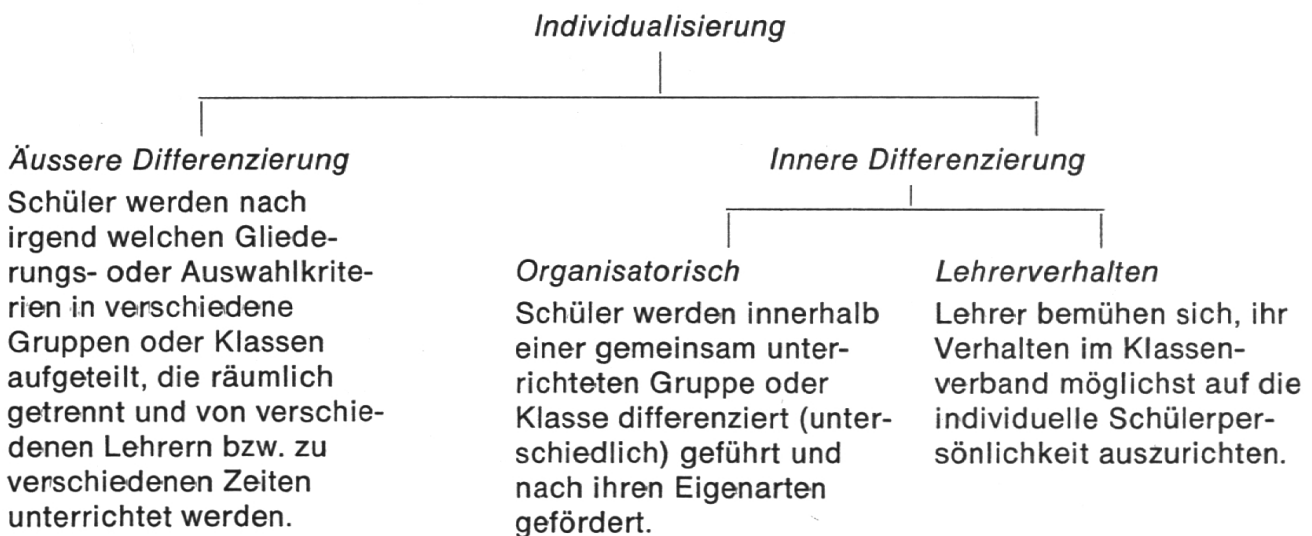 Individualisierung
Äussere Differenzierung
Schüler werden nach
irgend welchen Gliede-
rungs- oder Auswahlkrite-
rien in verschiedene
Gruppen oder Klassen
aufgeteilt, die räumlich
getrennt und von verschie-
denen Lehrern bzw. zu
verschiedenen Zeiten
unterrichtet werden.
Innere Differenzierung
Organisatorisch
Schüler werden innerhalb
einer gemeinsam unter-
richteten Gruppe oder
Klasse differenziert (unter-
schiedlich) geführt und
nach ihren Eigenarten
gefördert.
Lehrerverhalten
Lehrer bemühen sich, ihr
Verhalten im Klassen-
verband möglichst auf die
individuelle Schülerper-
sönlichkeit auszurichten.